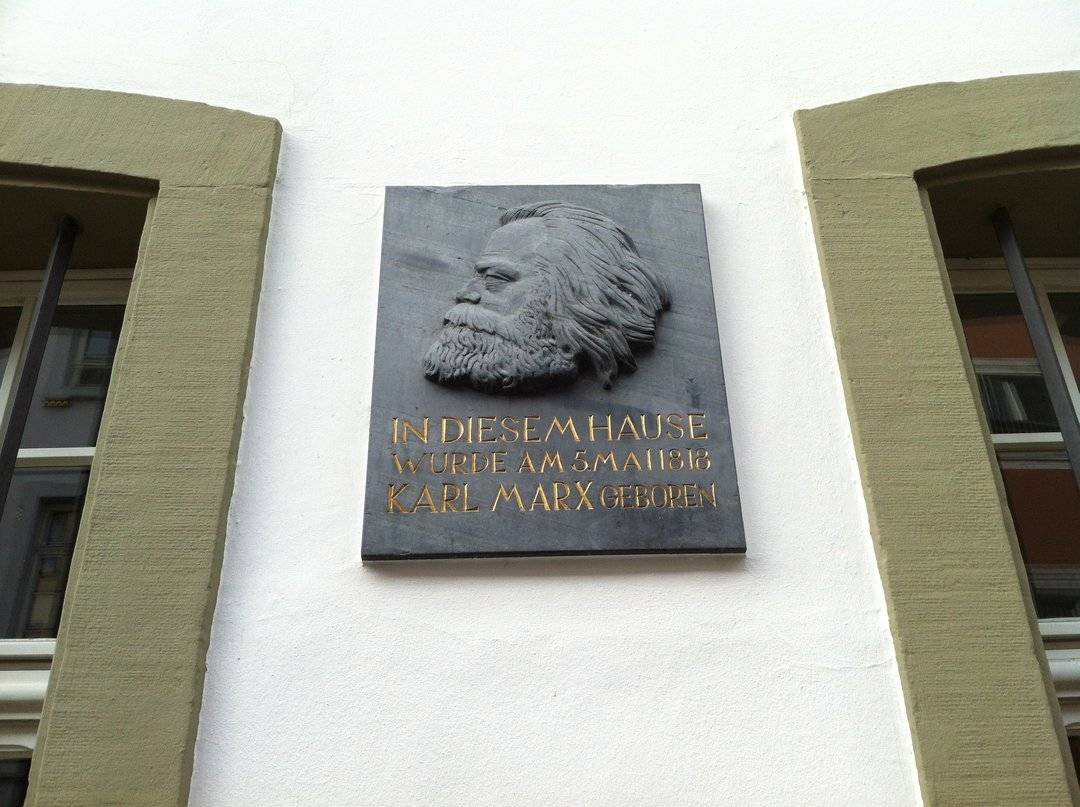 IN DIESEM HAUSE
WURDE AM 5.MAI 1818
KARL MARX GEBOREN